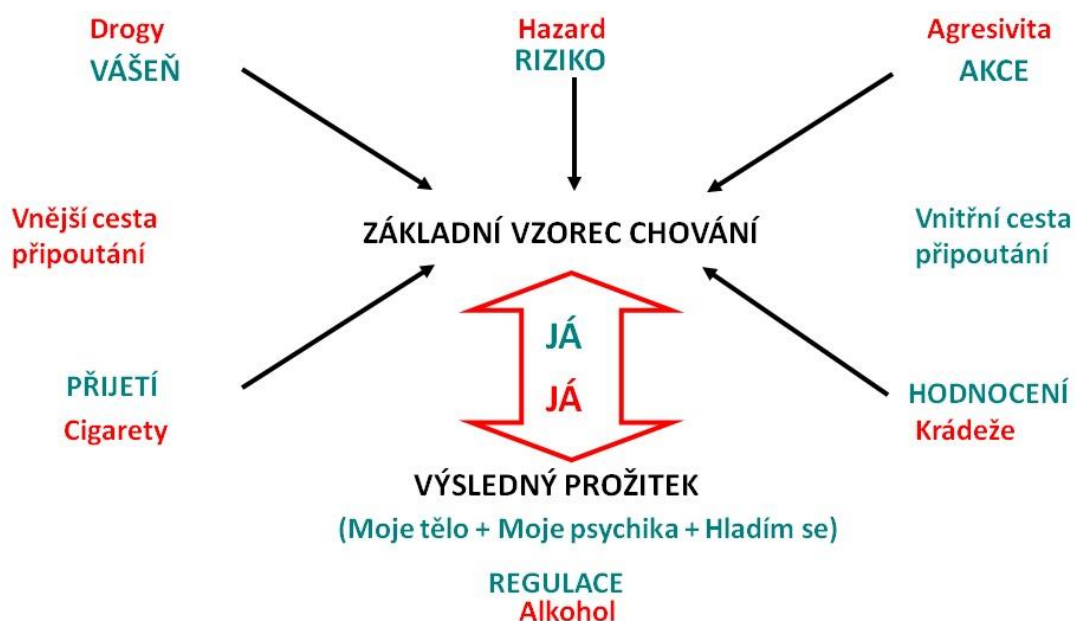 Drogy
VÁŠEŇ
Hazard
RIZIKO
Agresivita
AKCE
Vnější cesta
připoutání
ZÁKLADNÍ VZOREC CHOVÁNÍ
Vnitřní cesta
připoutání
JÁ
JÁ
PŘIJETÍ
Cigarety
HODNOCENÍ
Krádeže
VÝSLEDNÝ PROŽITEK
(Moje tělo + Moje psychika + Hladím se)
REGULACE
Alkohol